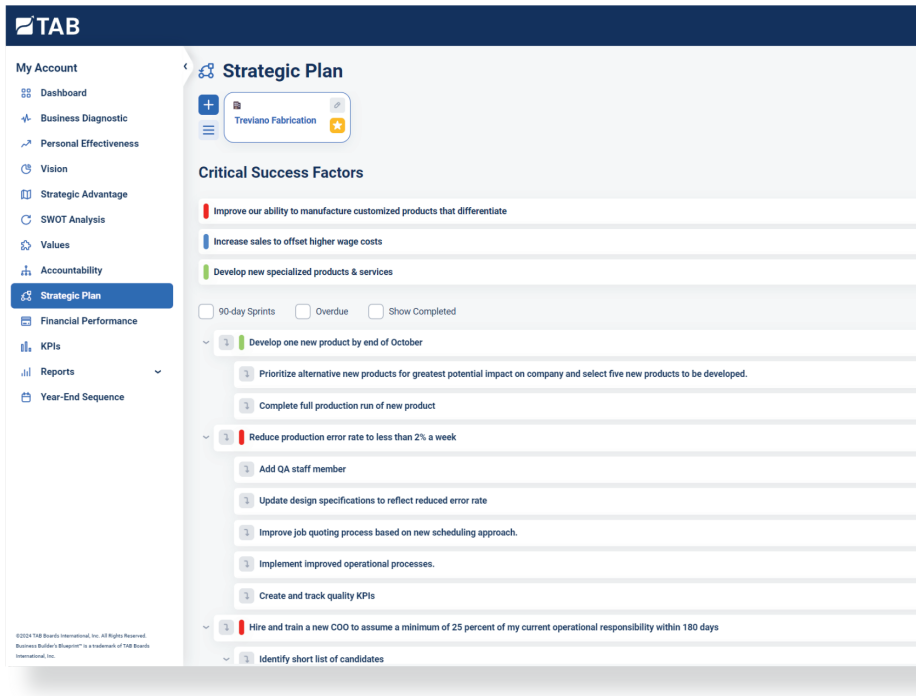 TAB
My Account
Dashboard
Business Diagnostic
Personal Effectiveness
Vision
Strategic Advantage
SWOT Analysis
Values
Accountability
Strategic Plan
Financial Performance
KPIs
Reports
Year-End Sequence
©2024 TAB Boards International, Inc. All Rights Reserved.
Business Builder's Blueprint™ is a trademark of TAB Boards
International, Inc.
Strategic Plan
Treviano Fabrication
Critical Success Factors
Improve our ability to manufacture customized products that differentiate
Increase sales to offset higher wage costs
Develop new specialized products & services
90-day Sprints Overdue Show Completed
Develop one new product by end of October
Prioritize alternative new products for greatest potential impact on company and select five new products to be developed.
Complete full production run of new product
Reduce production error rate to less than 2% a week
Add QA staff member
Update design specifications to reflect reduced error rate
Improve job quoting process based on new scheduling approach.
Implement improved operational processes.
Create and track quality KPIs
Hire and train a new COO to assume a minimum of 25 percent of my current operational responsibility within 180 days
Identify short list of candidates